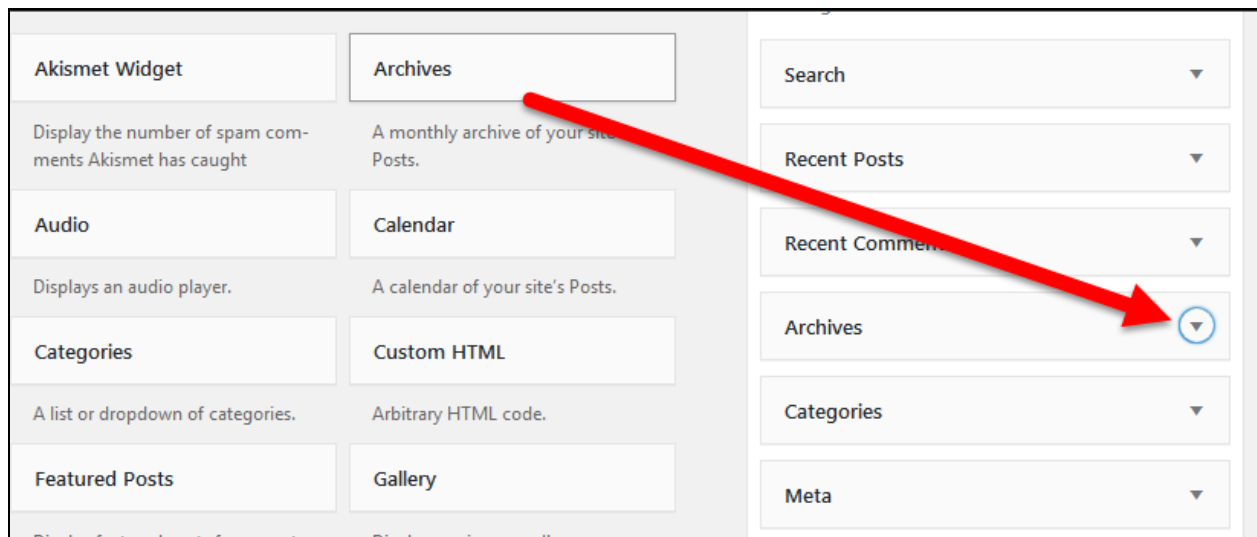 Akismet Widget
Archives
Display the number of spam com-
ments Akismet has caught
A monthly archive of your site
Posts.
Audio
Calendar
Displays an audio player.
A calendar of your site's Posts.
Categories
Custom HTML
A list or dropdown of categories.
Arbitrary HTML code.
Featured Posts
Gallery
Search
Recent Posts
Recent Commen
Archives
Categories
Meta